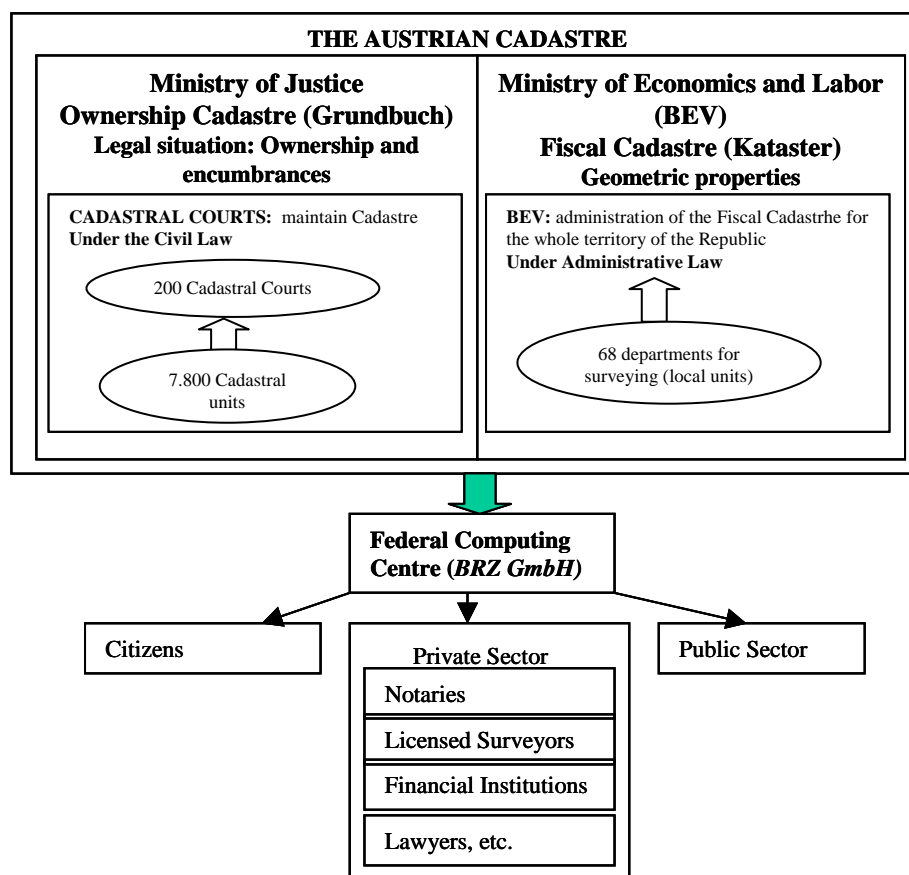 THE AUSTRIAN CADASTRE
Ministry of Justice
Ownership Cadastre (Grundbuch)
Legal situation: Ownership and
encumbrances
CADASTRAL COURTS: maintain Cadastre
Under the Civil Law
200 Cadastral Courts
7.800 Cadastral
units
Ministry of Economics and Labor
(BEV)
Fiscal Cadastre (Kataster)
Geometric properties
BEV: administration of the Fiscal Cadastrhe for
the whole territory of the Republic
Under Administrative Law
68 departments for
surveying (local units)
Federal Computing
Centre (BRZ GmbH)
Citizens
Private Sector
Notaries
Licensed Surveyors
Financial Institutions
Lawyers, etc.
Public Sector